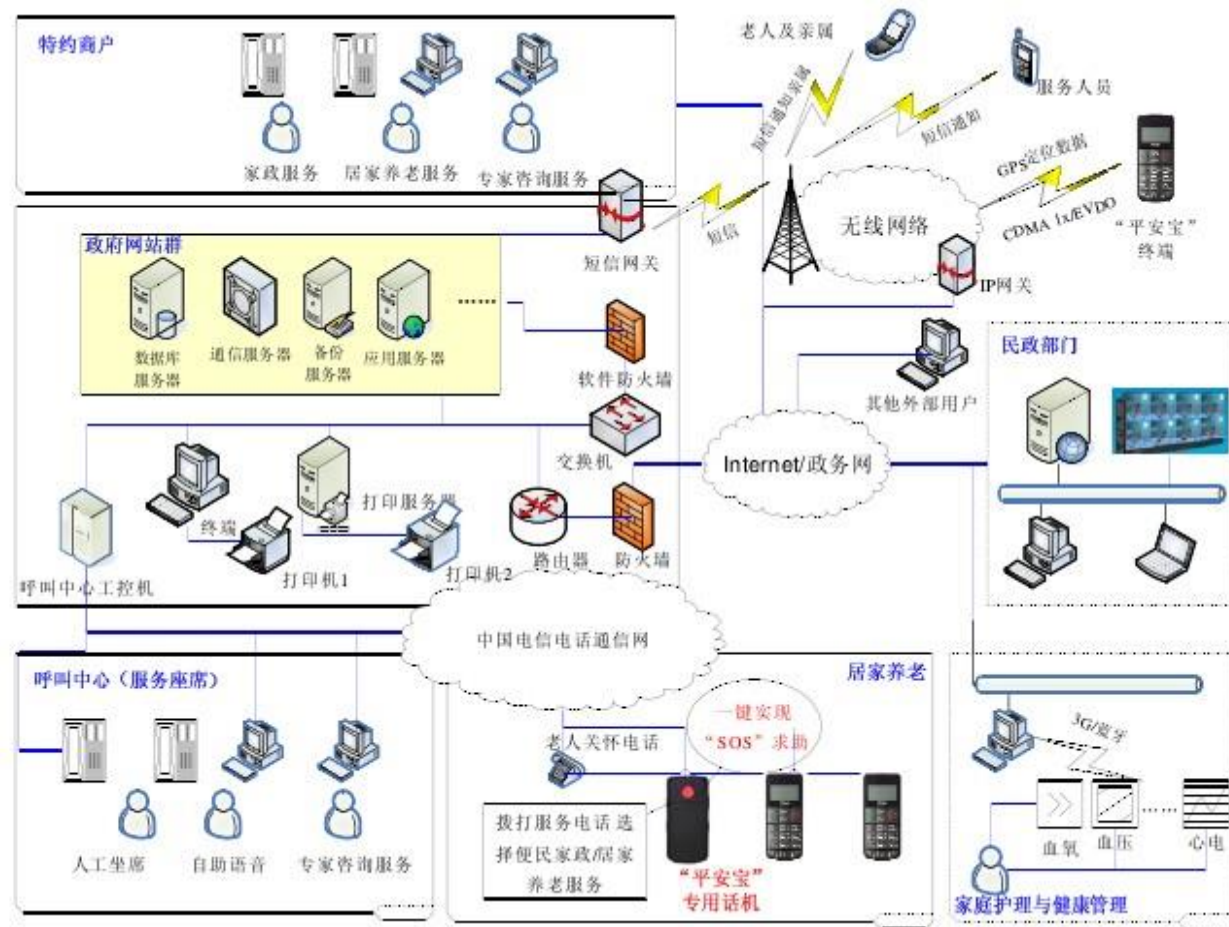 特约商户
家政服务
居家养老服务
专家咨询服务
老人及亲属
服务人员
短信通知亲属
短信通知
GPS定位数据
CDMA 1x/EVDO
“平安宝”
终端
无线网络
短信
短信网关
IP网关
政府网站群
数据库
服务器
通信服务器
备份
服务器
应用服务器
……
软件防火墙
其他外部用户
民政部门
交换机
Internet/政务网
终端
打印服务器
打印机1
打印机2
路由器
防火墙
呼叫中心工控机
中国电信电话通信网
呼叫中心（服务座席）
人工坐席
自助语音
专家咨询服务
居家养老
一键实现
“SOS”求助
老人关怀电话
拨打服务电话选
择便民家政/居家
养老服务
“平安宝”
专用话机
3G/蓝牙
血氧
血压
……
心电
家庭护理与健康管理